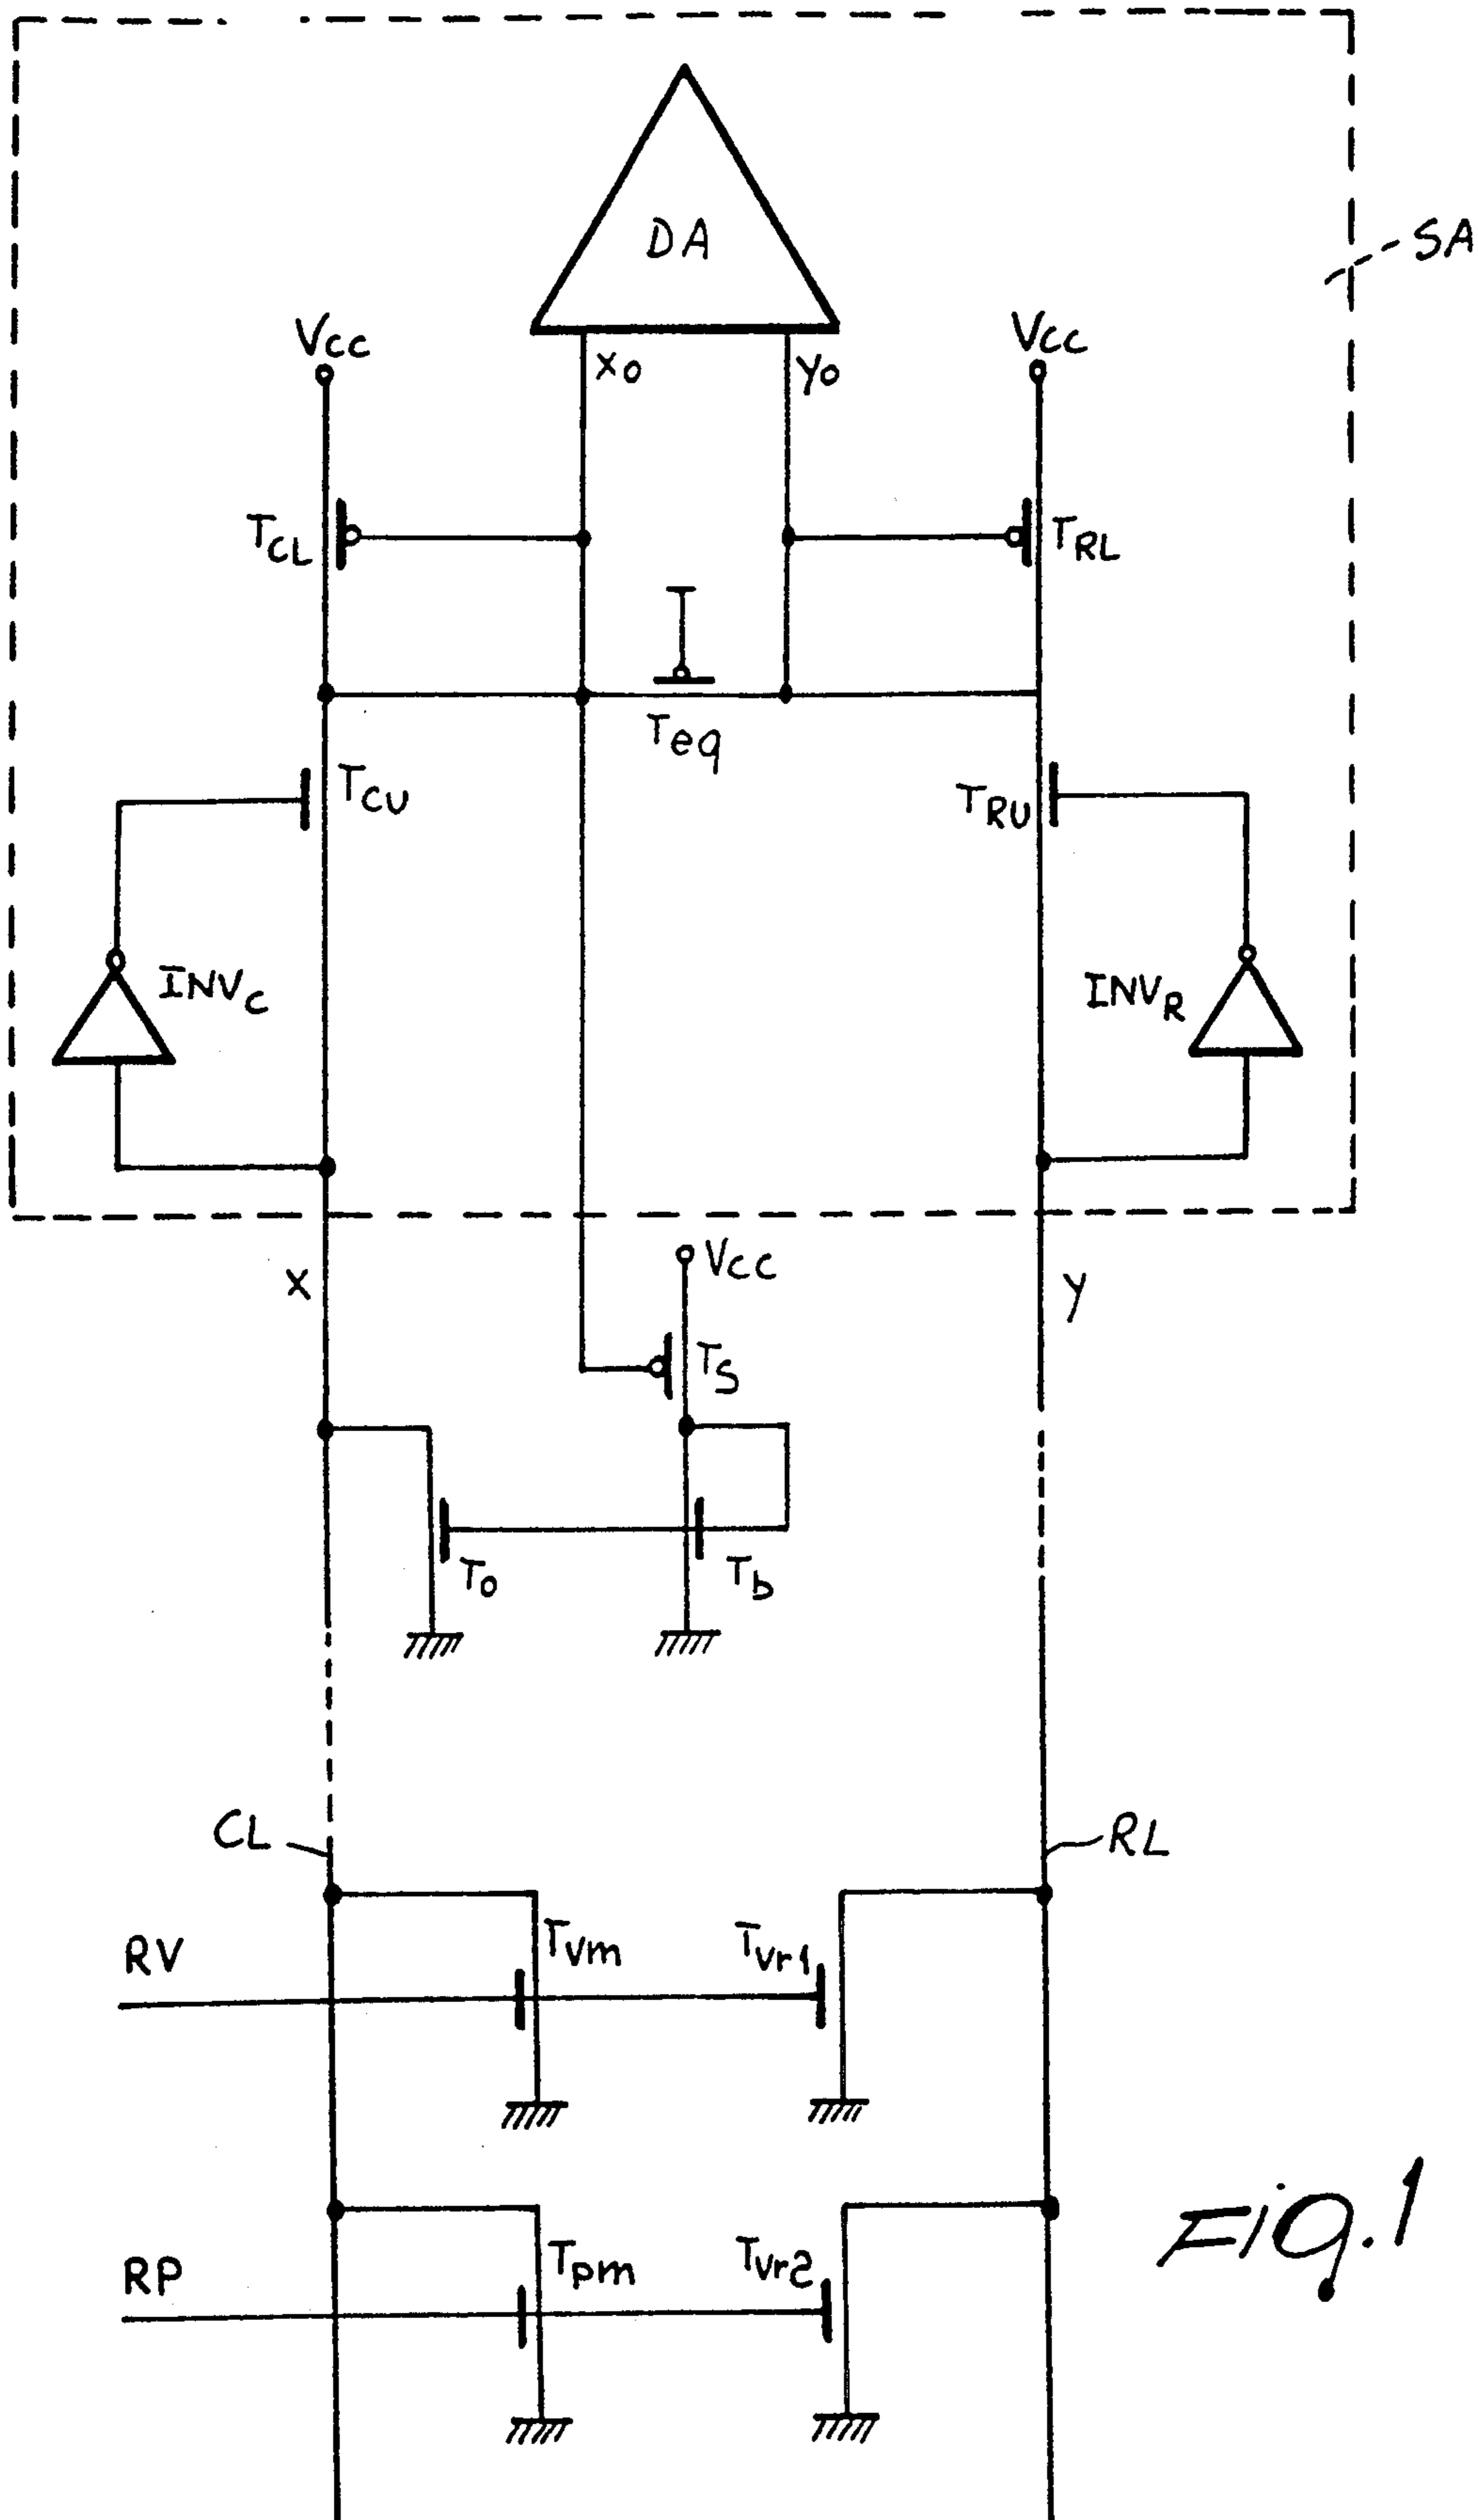 DA
SA
Vcc
xo
yo
Vcc
TCL
TRL
Teq
TCU
TRU
INVC
INVR
Vcc
x
y
TS
To
Tb
CL
RL
RV
Tvm
Tvr1
RP
Tpm
Tvr2
Fig.1